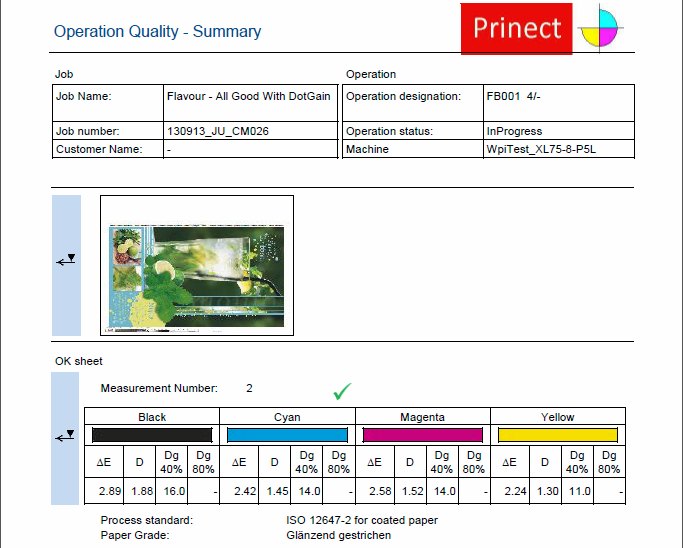 Operation Quality - Summary
Prinect
Job
Operation
Job Name: Flavour - All Good With DotGain Operation designation: FB001 4/-
Job number: 130913_JU_CM026 Operation status: InProgress
Customer Name: - Machine WpiTest_XL75-8-P5L
OK sheet
Measurement Number: 2
Black Cyan Magenta Yellow
ΔE D Dg 40% Dg 80% ΔE D Dg 40% Dg 80% ΔE D Dg 40% Dg 80% ΔE D Dg 40% Dg 80%
2.89 1.88 16.0 - 2.42 1.45 14.0 - 2.58 1.52 14.0 - 2.24 1.30 11.0 -
Process standard: ISO 12647-2 for coated paper
Paper Grade: Glänzend gestrichen